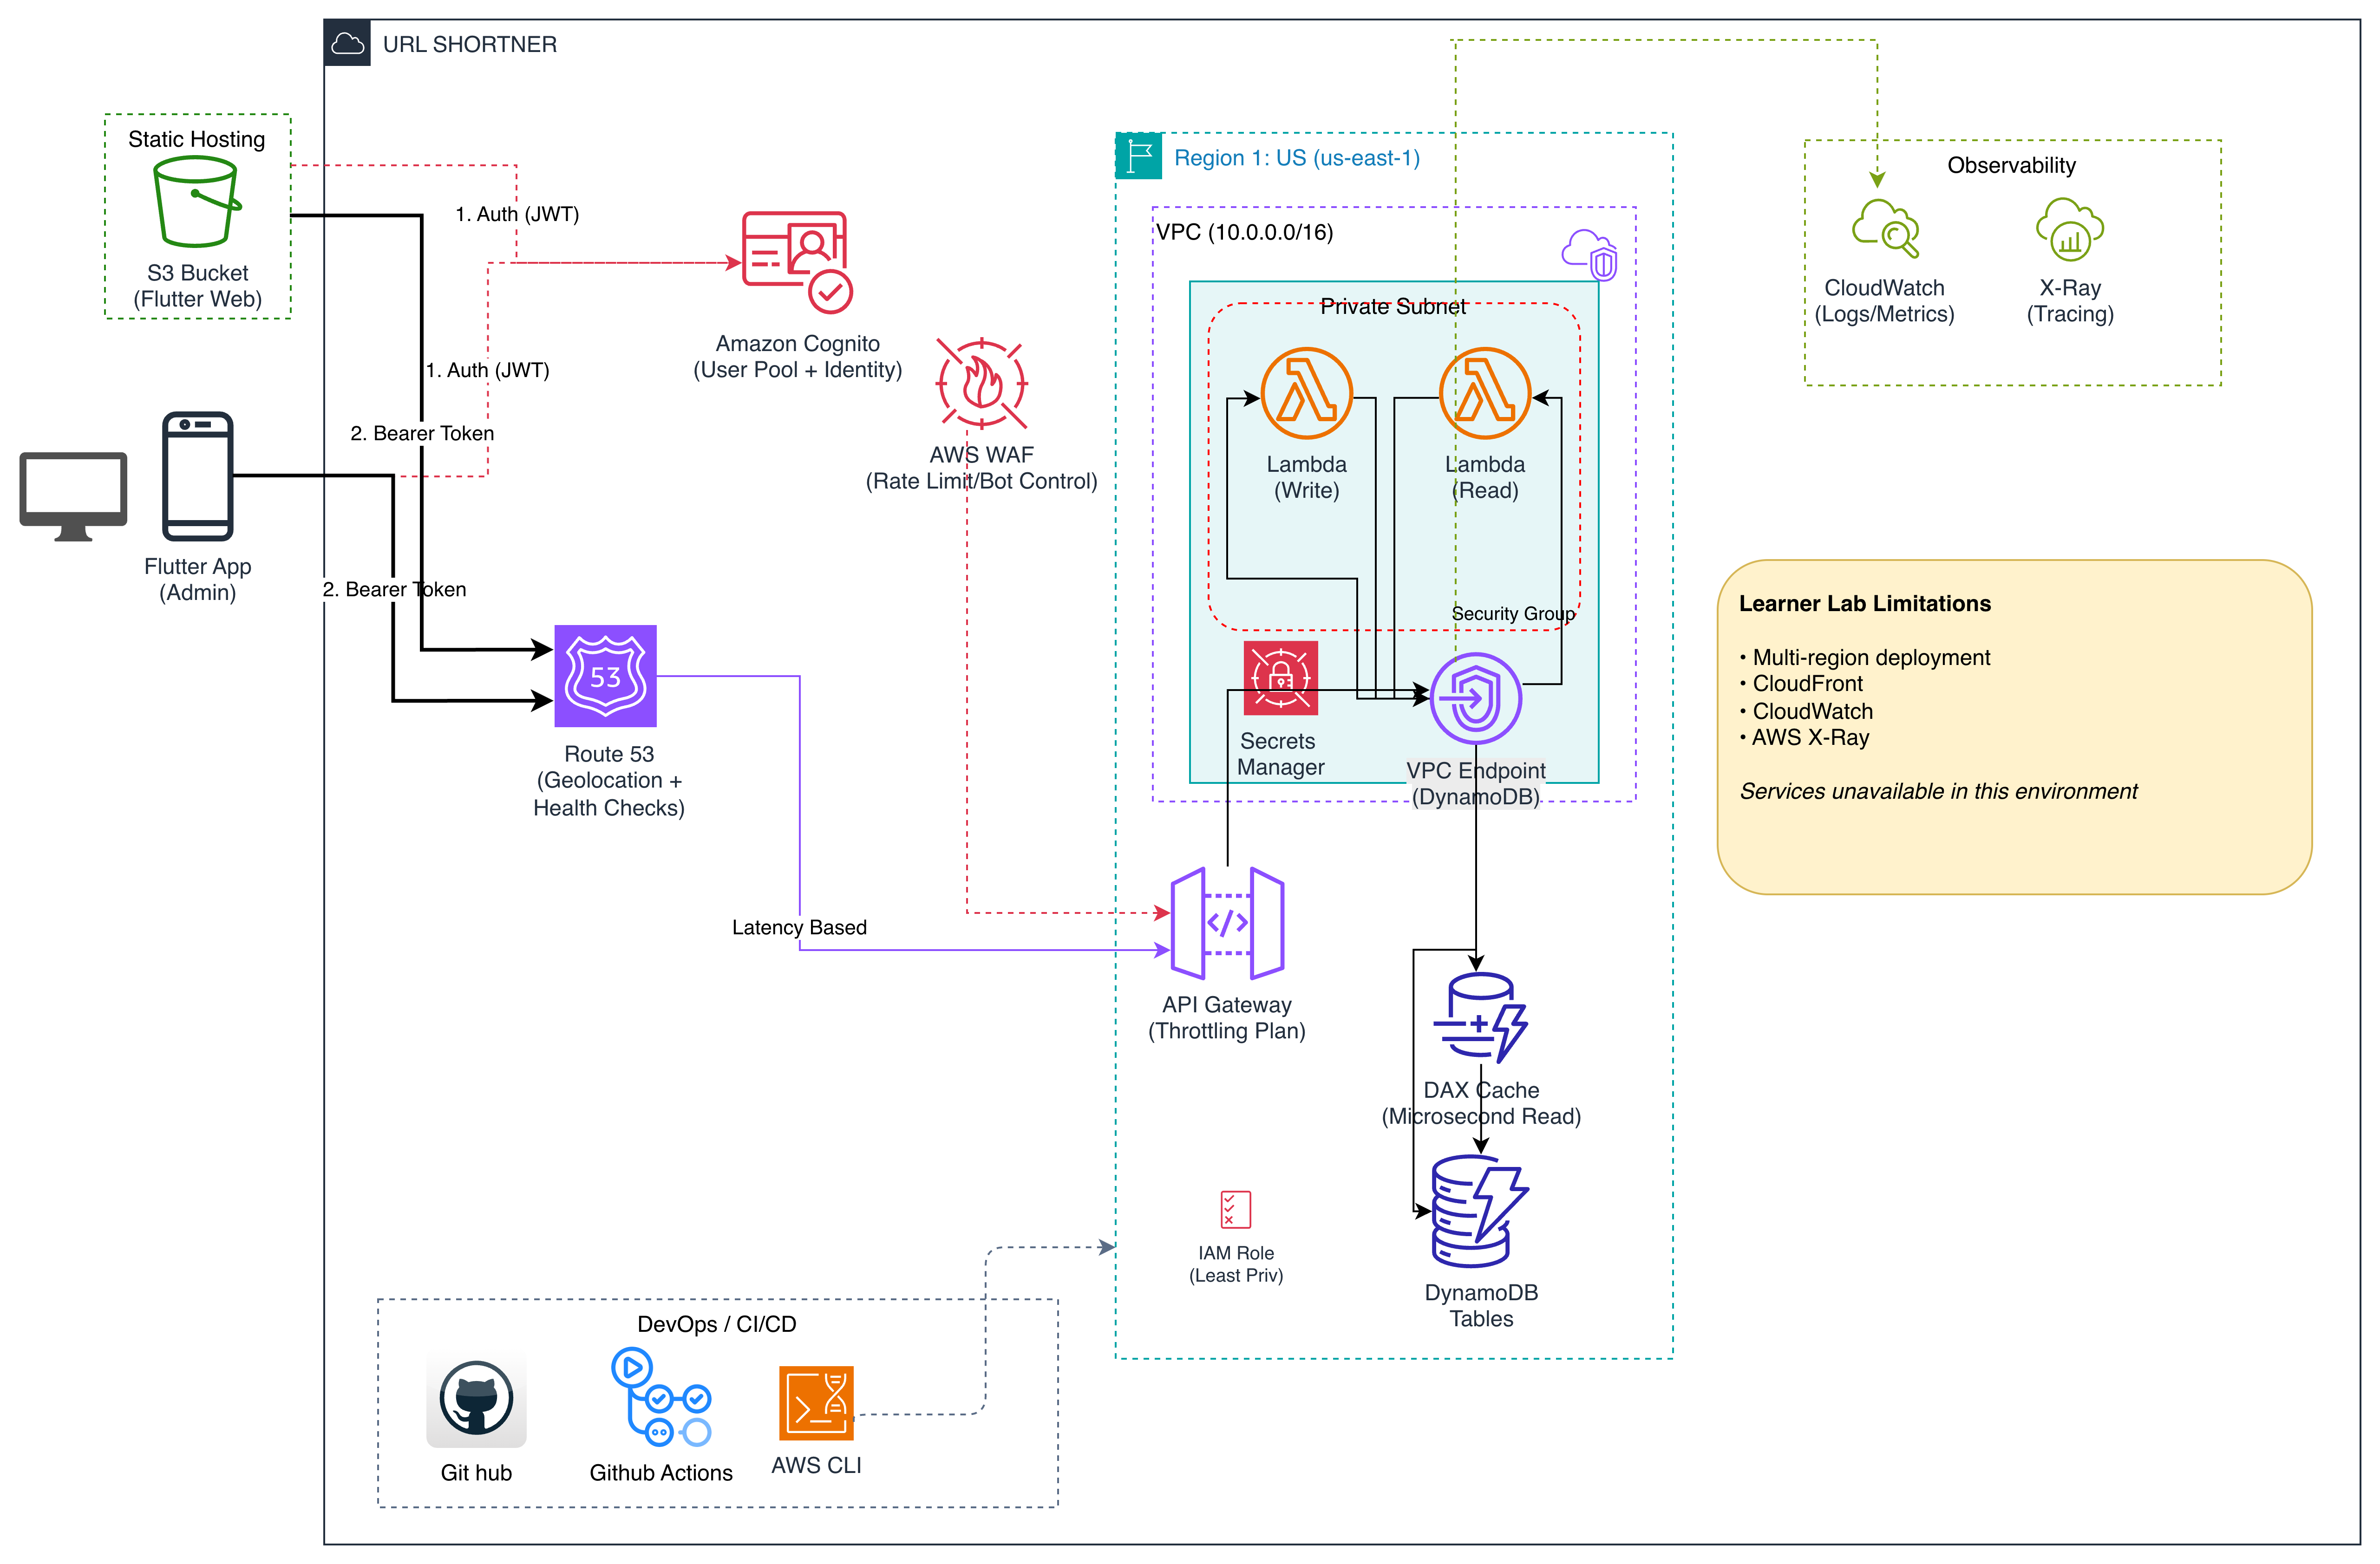 URL SHORTNER
Static Hosting
S3 Bucket
(Flutter Web)
1. Auth (JWT)
1. Auth (JWT)
2. Bearer Token
2. Bearer Token
Flutter App
(Admin)
Amazon Cognito
(User Pool + Identity)
AWS WAF
(Rate Limit/Bot Control)
53
Route 53
(Geolocation +
Health Checks)
Latency Based
Region 1: US (us-east-1)
VPC (10.0.0.0/16)
Private Subnet
Lambda
(Write)
Lambda
(Read)
Security Group
Secrets
Manager
VPC Endpoint
(DynamoDB)
API Gateway
(Throttling Plan)
DAX Cache
(Microsecond Read)
IAM Role
(Least Priv)
DynamoDB
Tables
Observability
CloudWatch
(Logs/Metrics)
X-Ray
(Tracing)
Learner Lab Limitations
• Multi-region deployment
• CloudFront
• CloudWatch
• AWS X-Ray
Services unavailable in this environment
DevOps / CI/CD
Git hub
Github Actions
AWS CLI